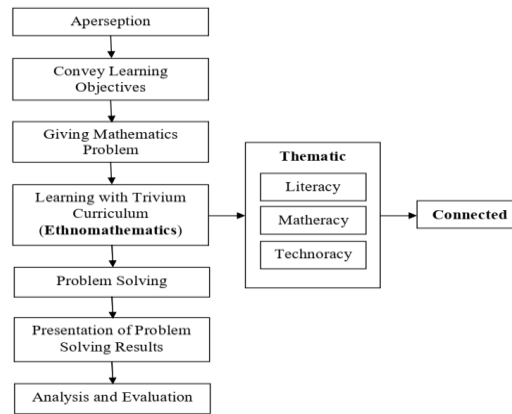 Aperseption
Convey Learning
Objectives
Giving Mathematics
Problem
Learning with Trivium
Curriculum
(Ethnomathematics)
Problem Solving
Presentation of Problem
Solving Results
Analysis and Evaluation
Thematic
Literacy
Matheracy
Technoracy
Connected